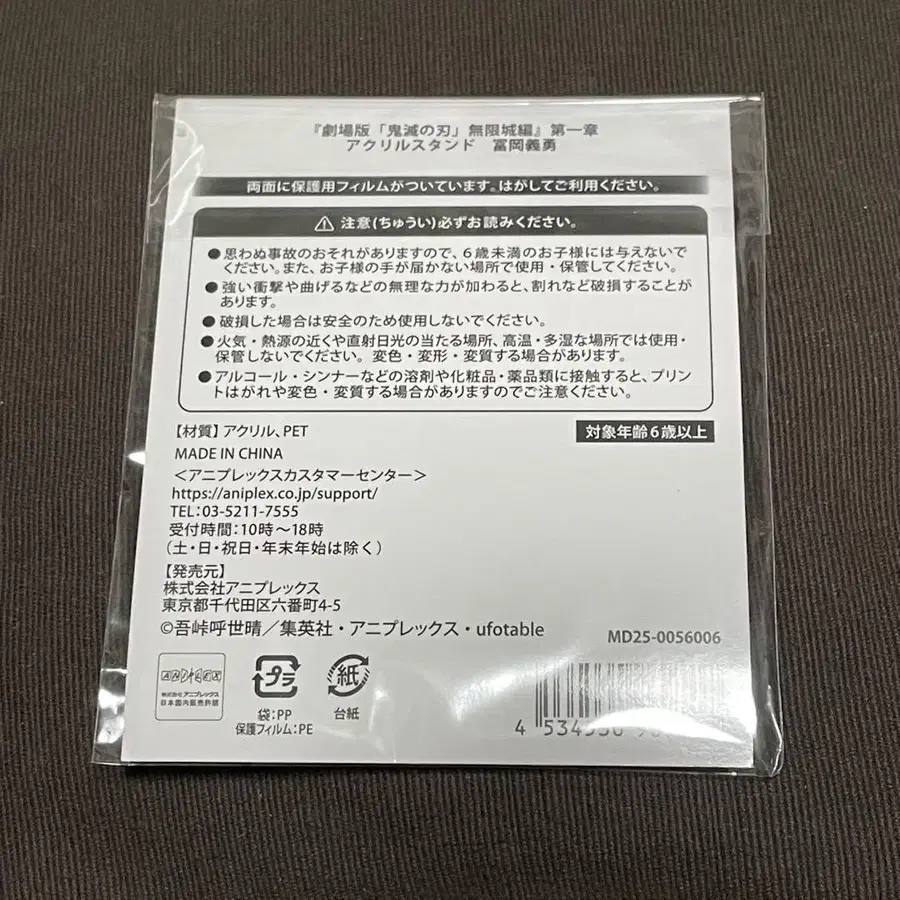 『劇場版「鬼滅の刃」無限城編』第一章
アクリルスタンド 冨岡義勇
両面に保護用フィルムがついています。はがしてご利用ください。
注意(ちゅうい)必ずお読みください。
●思わぬ事故のおそれがありますので、6歳未満のお子様には与えないで
ください。また、お子様の手が届かない場所で使用・保管してください。
●強い衝撃や曲げるなどの無理な力が加わると、割れなど破損することが
あります。
●破損した場合は安全のため使用しないでください。
●火気・熱源の近くや直射日光の当たる場所、高温・多湿な場所では使用・
保管しないでください。変色・変形・変質する場合があります。
●アルコール・シンナーなどの溶剤や化粧品・薬品類に接触すると、プリン
トはがれや変色・変質する場合がありますのでご注意ください。
【材質】アクリル、PET
対象年齢6歳以上
MADE IN CHINA
＜アニプレックスカスタマーセンター＞
https://aniplex.co.jp/support/
TEL:03-5211-7555
受付時間:10時～18時
(土・日・祝日・年末年始は除く)
【発売元】
株式会社アニプレックス
東京都千代田区六番町4-5
©吾峠呼世晴／集英社・アニプレックス・ufotable
MD25-0056006
ANIPLEX
株式会社アニプレックス
日本国内販売許諾
プラ
袋:PP
保護フィルム:PE
紙
台紙
4